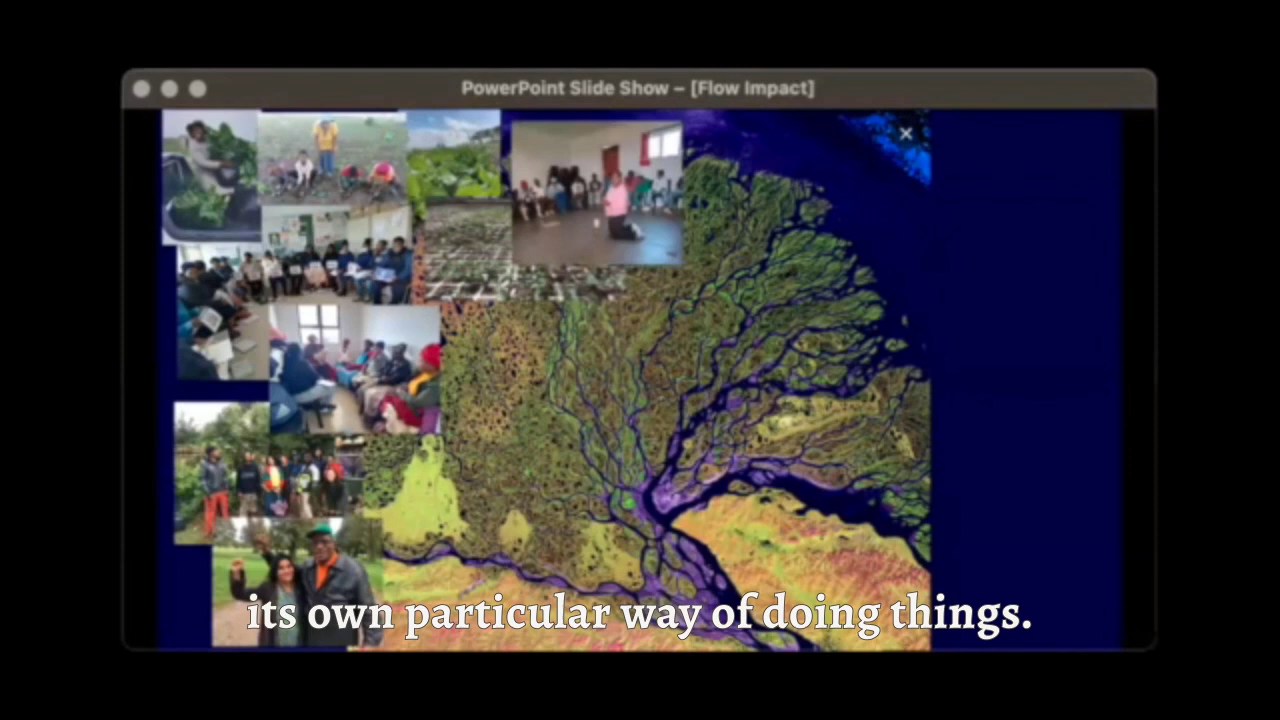 PowerPoint Slide Show – [Flow Impact]
its own particular way of doing things.